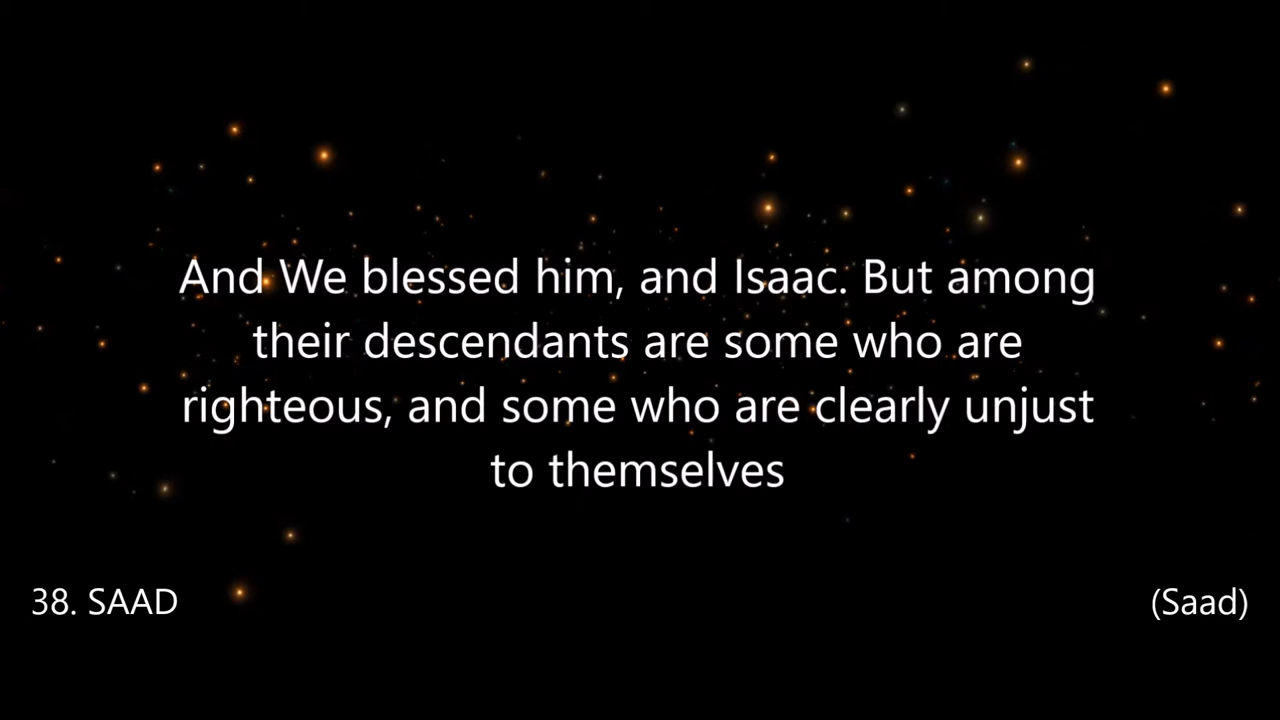 And We blessed him, and Isaac. But among
their descendants are some who are
righteous, and some who are clearly unjust
to themselves
38. SAAD
(Saad)